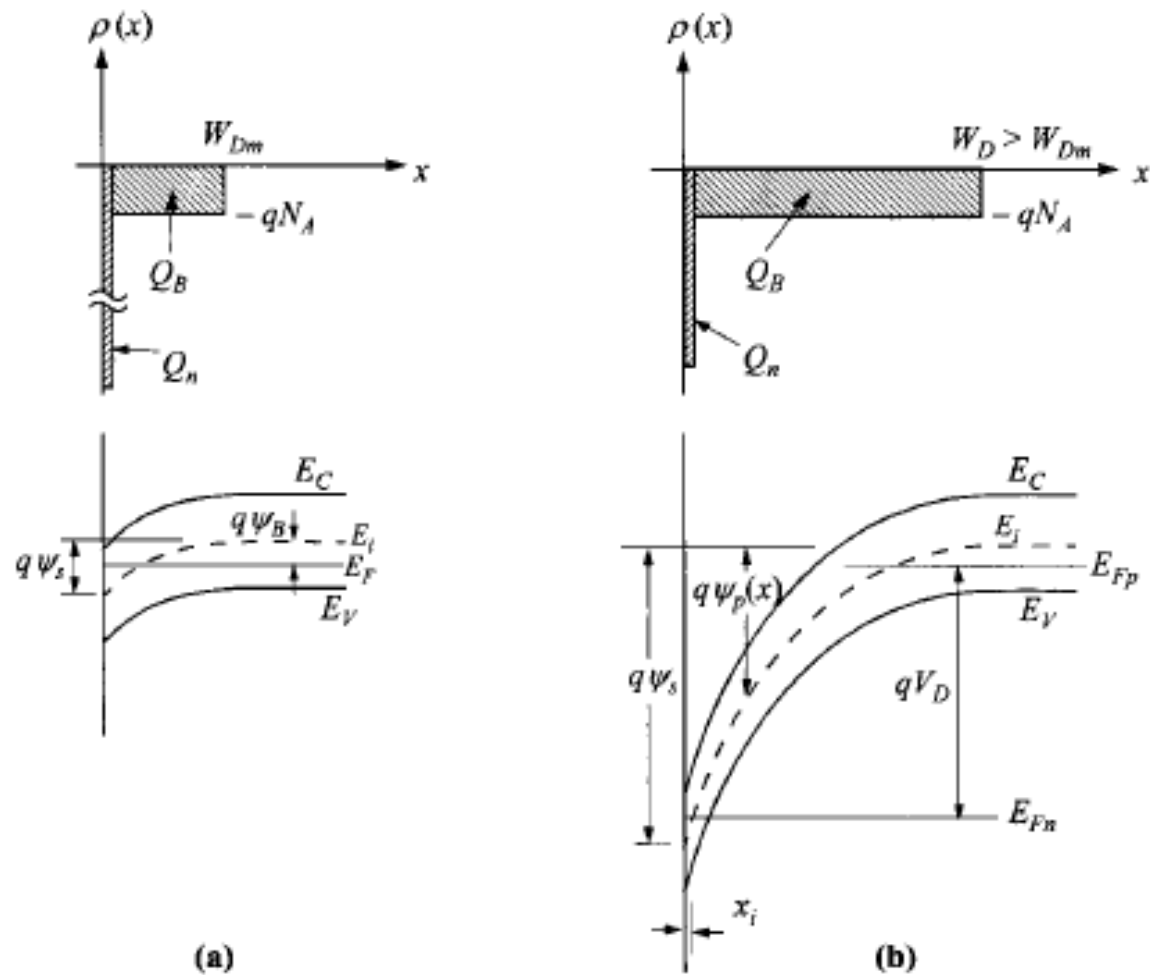 ρ(x)
W_Dm
x
−qN_A
Q_B
Q_n
E_C
qψ_B
E_i
qψ_s
E_F
E_V
(a)
ρ(x)
W_D > W_Dm
x
−qN_A
Q_B
Q_n
E_C
E_i
E_Fp
qψ_p(x)
E_V
qψ_s
qV_D
E_Fn
x_i
(b)